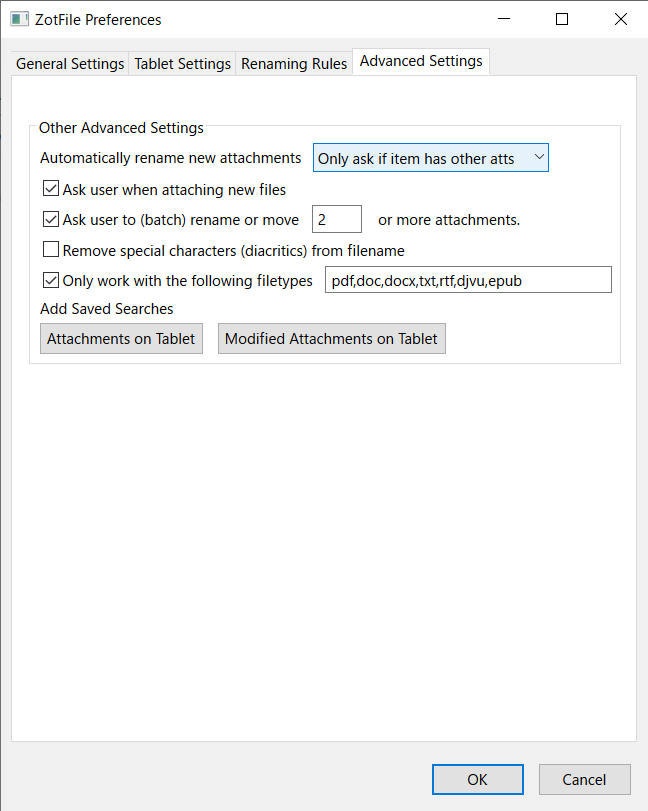 ZotFile Preferences
General Settings Tablet Settings Renaming Rules Advanced Settings
Other Advanced Settings
Automatically rename new attachments Only ask if item has other atts
Ask user when attaching new files
Ask user to (batch) rename or move 2 or more attachments.
Remove special characters (diacritics) from filename
Only work with the following filetypes pdf,doc,docx,txt,rtf,djvu,epub
Add Saved Searches
Attachments on Tablet Modified Attachments on Tablet
OK Cancel